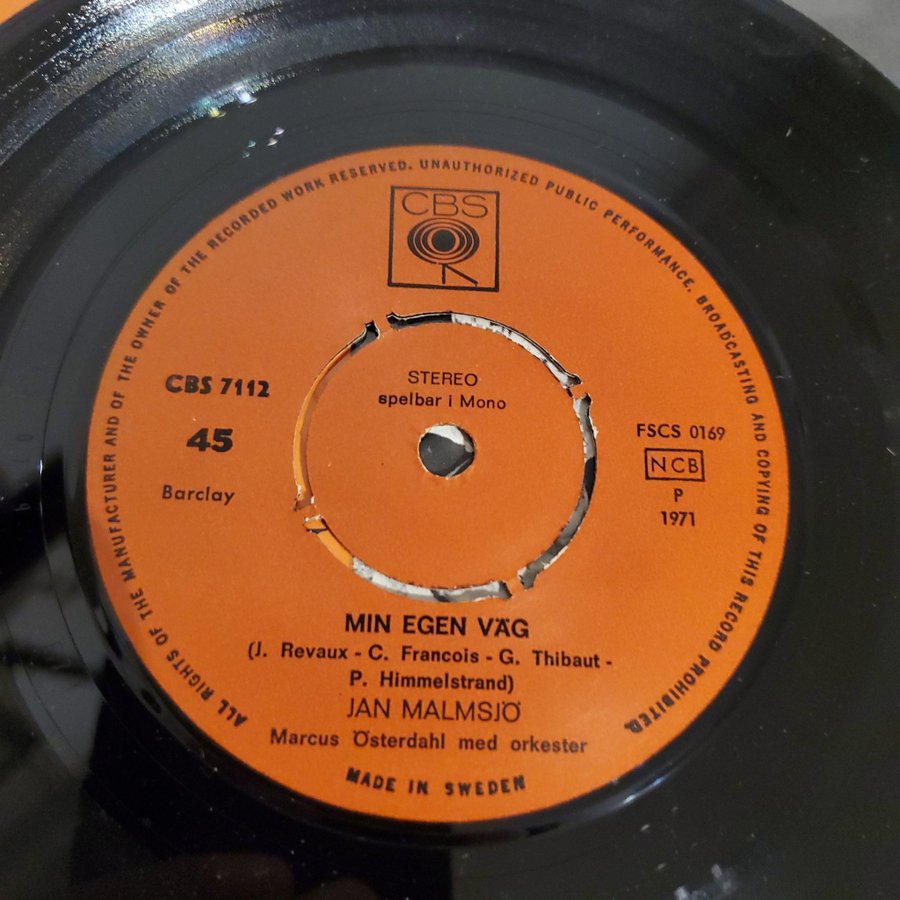 ALL RIGHTS OF THE MANUFACTURER AND OF THE OWNER OF THE RECORDED WORK RESERVED. UNAUTHORIZED PUBLIC PERFORMANCE. BROADCASTING AND COPYING OF THIS RECORD PROHIBITED.
CBS
STEREO
spelbar i Mono
CBS 7112
45
Barclay
FSCS 0169
NCB
P
1971
MIN EGEN VÄG
(J. Revaux - C. Francois - G. Thibaut -
P. Himmelstrand)
JAN MALMSJÖ
Marcus Österdahl med orkester
MADE IN SWEDEN